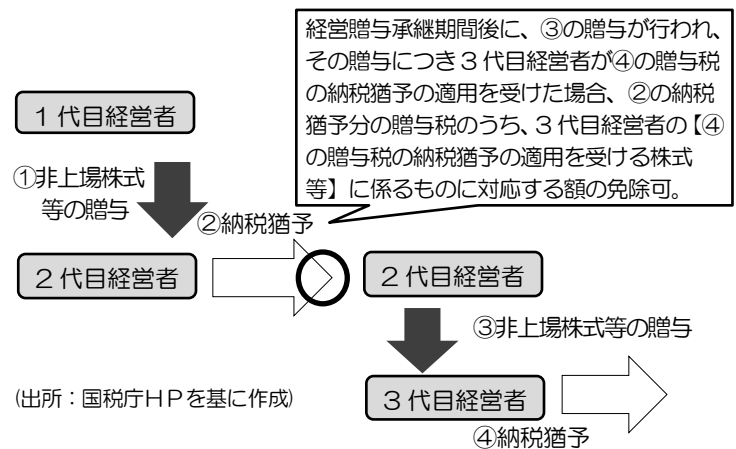 経営贈与承継期間後に、③の贈与が行われ、
その贈与につき３代目経営者が④の贈与税
の納税猶予の適用を受けた場合、②の納税
猶予分の贈与税のうち、３代目経営者の【④
の贈与税の納税猶予の適用を受ける株式
等】に係るものに対応する額の免除可。
１代目経営者
①非上場株式
等の贈与
②納税猶予
２代目経営者
２代目経営者
③非上場株式等の贈与
(出所：国税庁ＨＰを基に作成)
３代目経営者
④納税猶予